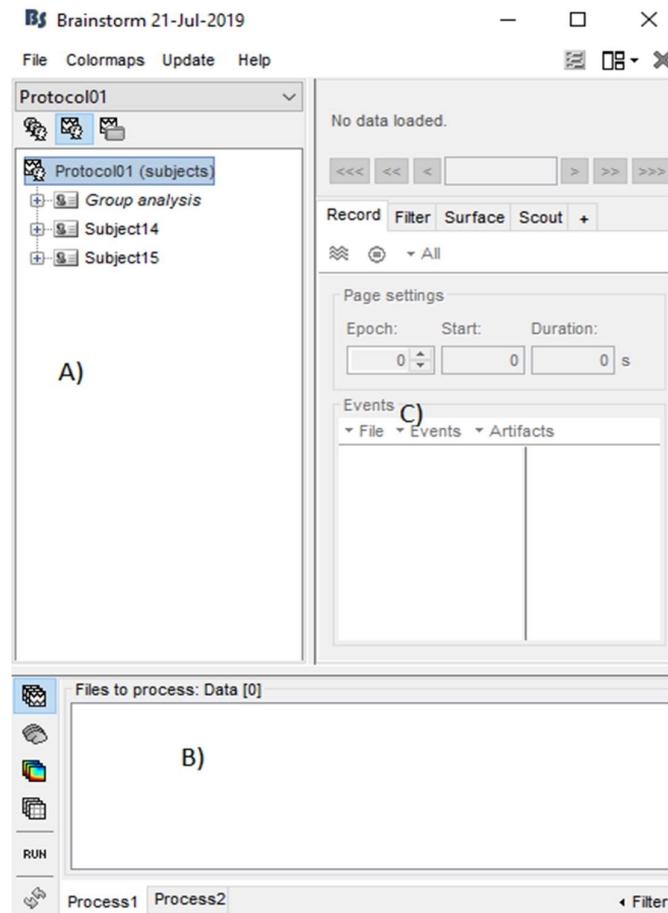 Brainstorm 21-Jul-2019
File Colormaps Update Help
Protocol01
Protocol01 (subjects)
Group analysis
Subject14
Subject15
A)
No data loaded.
<<< << < > >> >>>
Record Filter Surface Scout +
All
Page settings
Epoch: Start: Duration:
0 0 0 s
Events
C)
File Events Artifacts
Files to process: Data [0]
B)
RUN
Process1 Process2 Filter